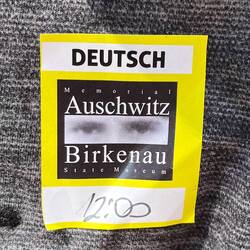 DEUTSCH
Memorial
Auschwitz
Birkenau
State Museum
12:00